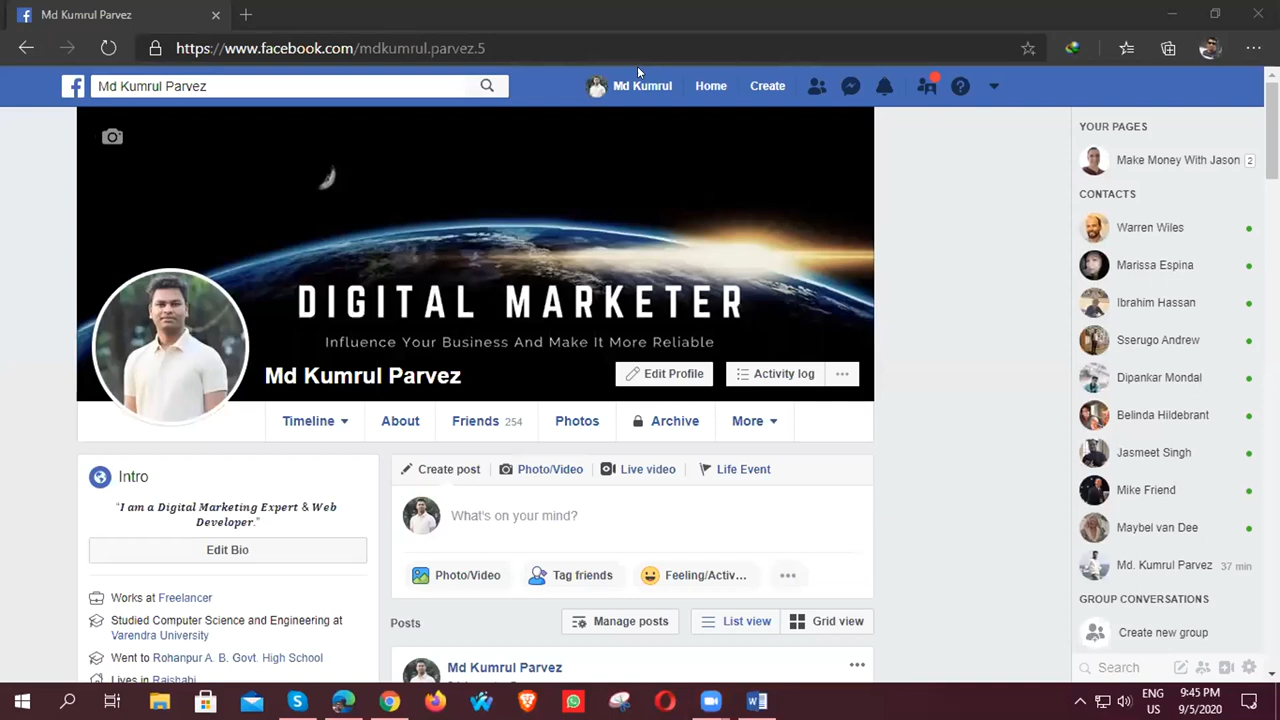 Md Kumrul Parvez
https://www.facebook.com/mdkumrul.parvez.5
Md Kumrul Parvez
Md Kumrul
Home
Create
DIGITAL MARKETER
Influence Your Business And Make It More Reliable
Md Kumrul Parvez
Edit Profile
Activity log
Timeline
About
Friends 254
Photos
Archive
More
Intro
"I am a Digital Marketing Expert & Web
Developer."
Edit Bio
Works at Freelancer
Studied Computer Science and Engineering at
Varendra University
Went to Rohanpur A. B. Govt. High School
Lives in Rajshahi
Create post
Photo/Video
Live video
Life Event
What's on your mind?
Photo/Video
Tag friends
Feeling/Activ...
Posts
Manage posts
List view
Grid view
Md Kumrul Parvez
YOUR PAGES
Make Money With Jason 2
CONTACTS
Warren Wiles
Marissa Espina
Ibrahim Hassan
Sserugo Andrew
Dipankar Mondal
Belinda Hildebrant
Jasmeet Singh
Mike Friend
Maybel van Dee
Md. Kumrul Parvez 37 min
GROUP CONVERSATIONS
Create new group
Search
ENG
US
9:45 PM
9/5/2020